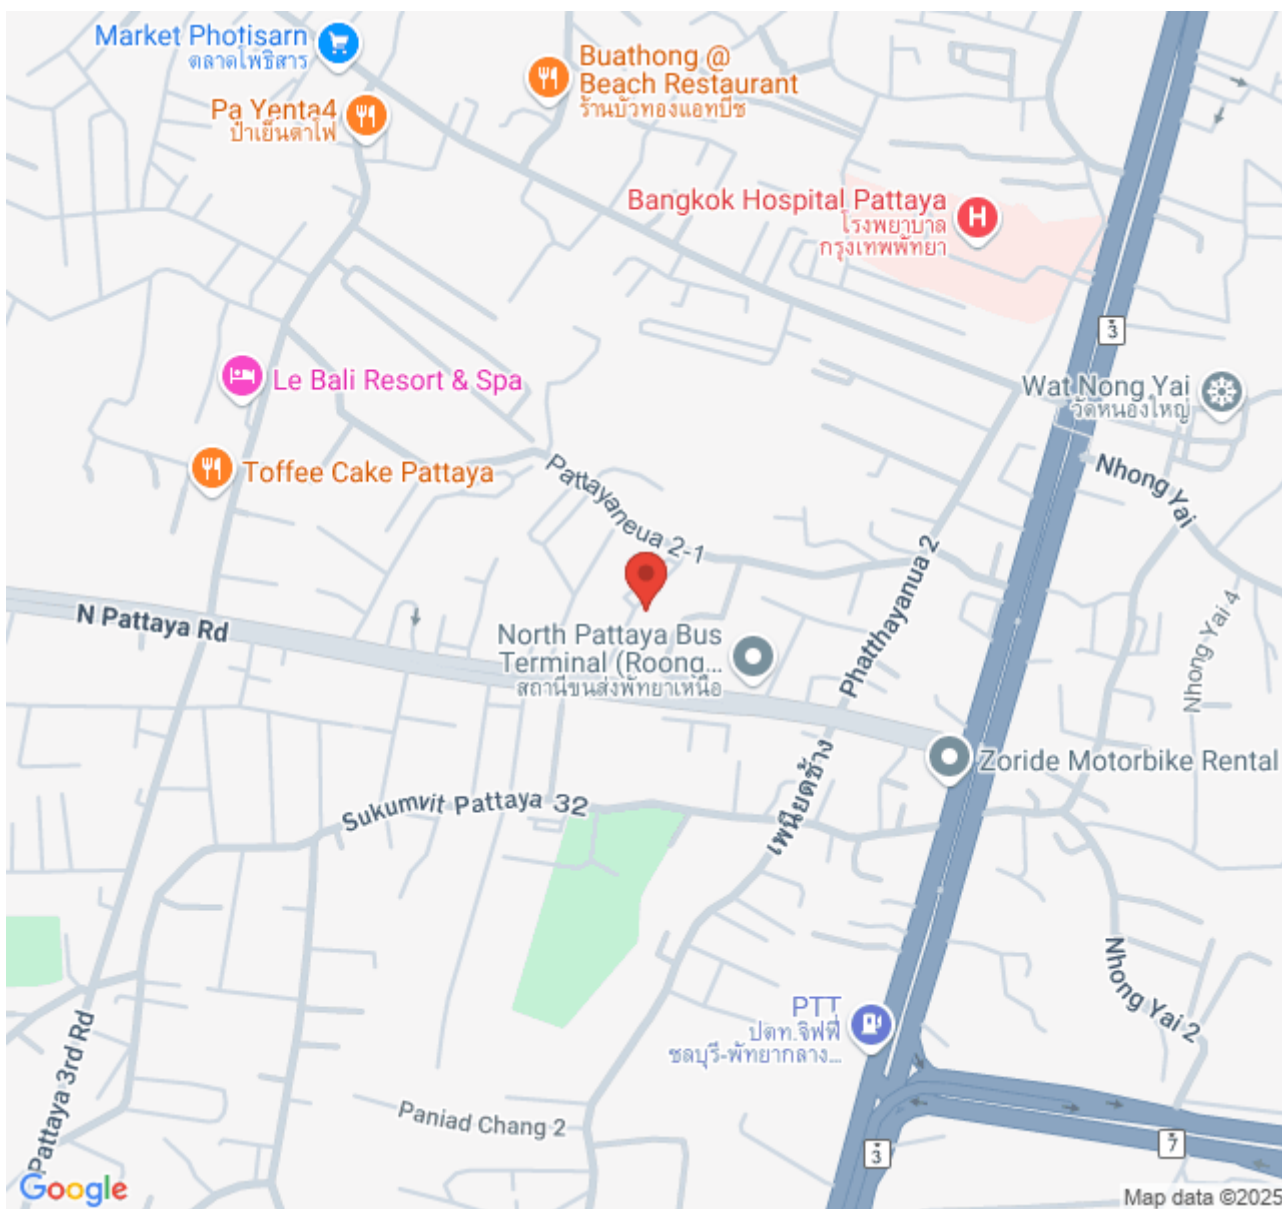 Market Photisarn
ตลาดโพธิสาร
Buathong @
Beach Restaurant
ร้านบัวทองแอทบีช
Pa Yenta4
ป้าเย็นตาโฟ
Bangkok Hospital Pattaya
โรงพยาบาล
กรุงเทพพัทยา
H
3
Le Bali Resort & Spa
Wat Nong Yai
วัดหนองใหญ่
Toffee Cake Pattaya
Pattayaneua 2-1
Nhong Yai
Phatthayanua 2
Nhong Yai 4
N Pattaya Rd
North Pattaya Bus
Terminal (Roong...
สถานีขนส่งพัทยาเหนือ
Zoride Motorbike Rental
เพนียดช้าง
Sukumvit Pattaya 32
Nhong Yai 2
PTT
ปตท.จิฟฟี่
ชลบุรี-พัทยากลาง...
Pattaya 3rd Rd
Paniad Chang 2
3
7
Google
Map data ©2025